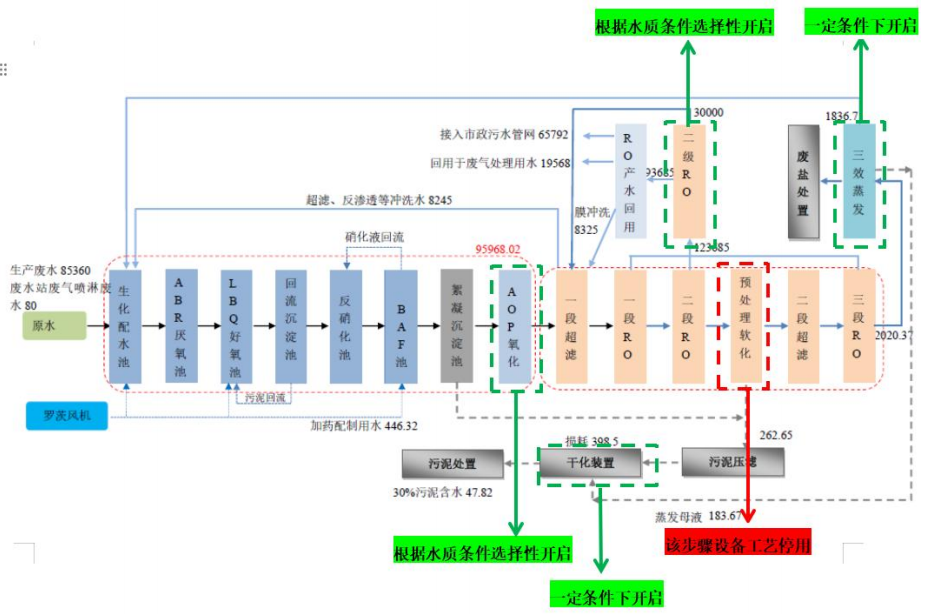 根据水质条件选择性开启
一定条件下开启
30000
1836.7
接入市政污水管网 65792
回用于废气处理用水 19568
RO产水回用
93685
二级RO
废盐处置
三效蒸发
超滤、反渗透等冲洗水 8245
膜冲洗
8325
硝化液回流
95968.02
123685
生产废水 85360
废水站废气喷淋废
水 80
原水
生化配水池
ABR厌氧池
LBQ好氧池
回流沉淀池
反硝化池
BAF池
絮凝沉淀池
AOP氧化
一段超滤
一段RO
二段RO
预处理软化
二段超滤
三段RO
2020.37
污泥回流
罗茨风机
加药配制用水 446.32
262.65
损耗 398.5
污泥处置
干化装置
污泥压滤
30%污泥含水 47.82
蒸发母液 183.67
根据水质条件选择性开启
该步骤设备工艺停用
一定条件下开启